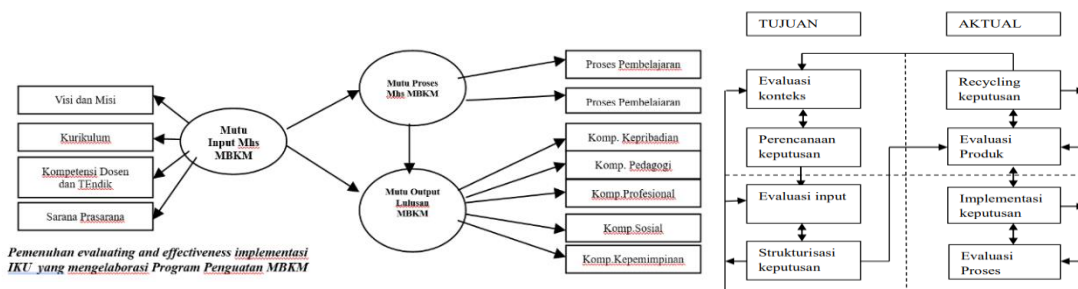 Visi dan Misi
Kurikulum
Kompetensi Dosen
dan TEndik
Sarana Prasarana
Mutu
Input Mhs
MBKM
Mutu Proses
Mhs MBKM
Mutu Output
Lulusan
MBKM
Proses Pembelajaran
Proses Pembelajaran
Komp. Kepribadian
Komp. Pedagogi
Komp.Profesional
Komp.Sosial
Komp.Kepemimpinan
Pemenuhan evaluating and effectiveness implementasi
IKU yang mengelaborasi Program Penguatan MBKM
TUJUAN
Evaluasi
konteks
Perencanaan
keputusan
Evaluasi input
Strukturisasi
keputusan
AKTUAL
Recycling
keputusan
Evaluasi
Produk
Implementasi
keputusan
Evaluasi
Proses